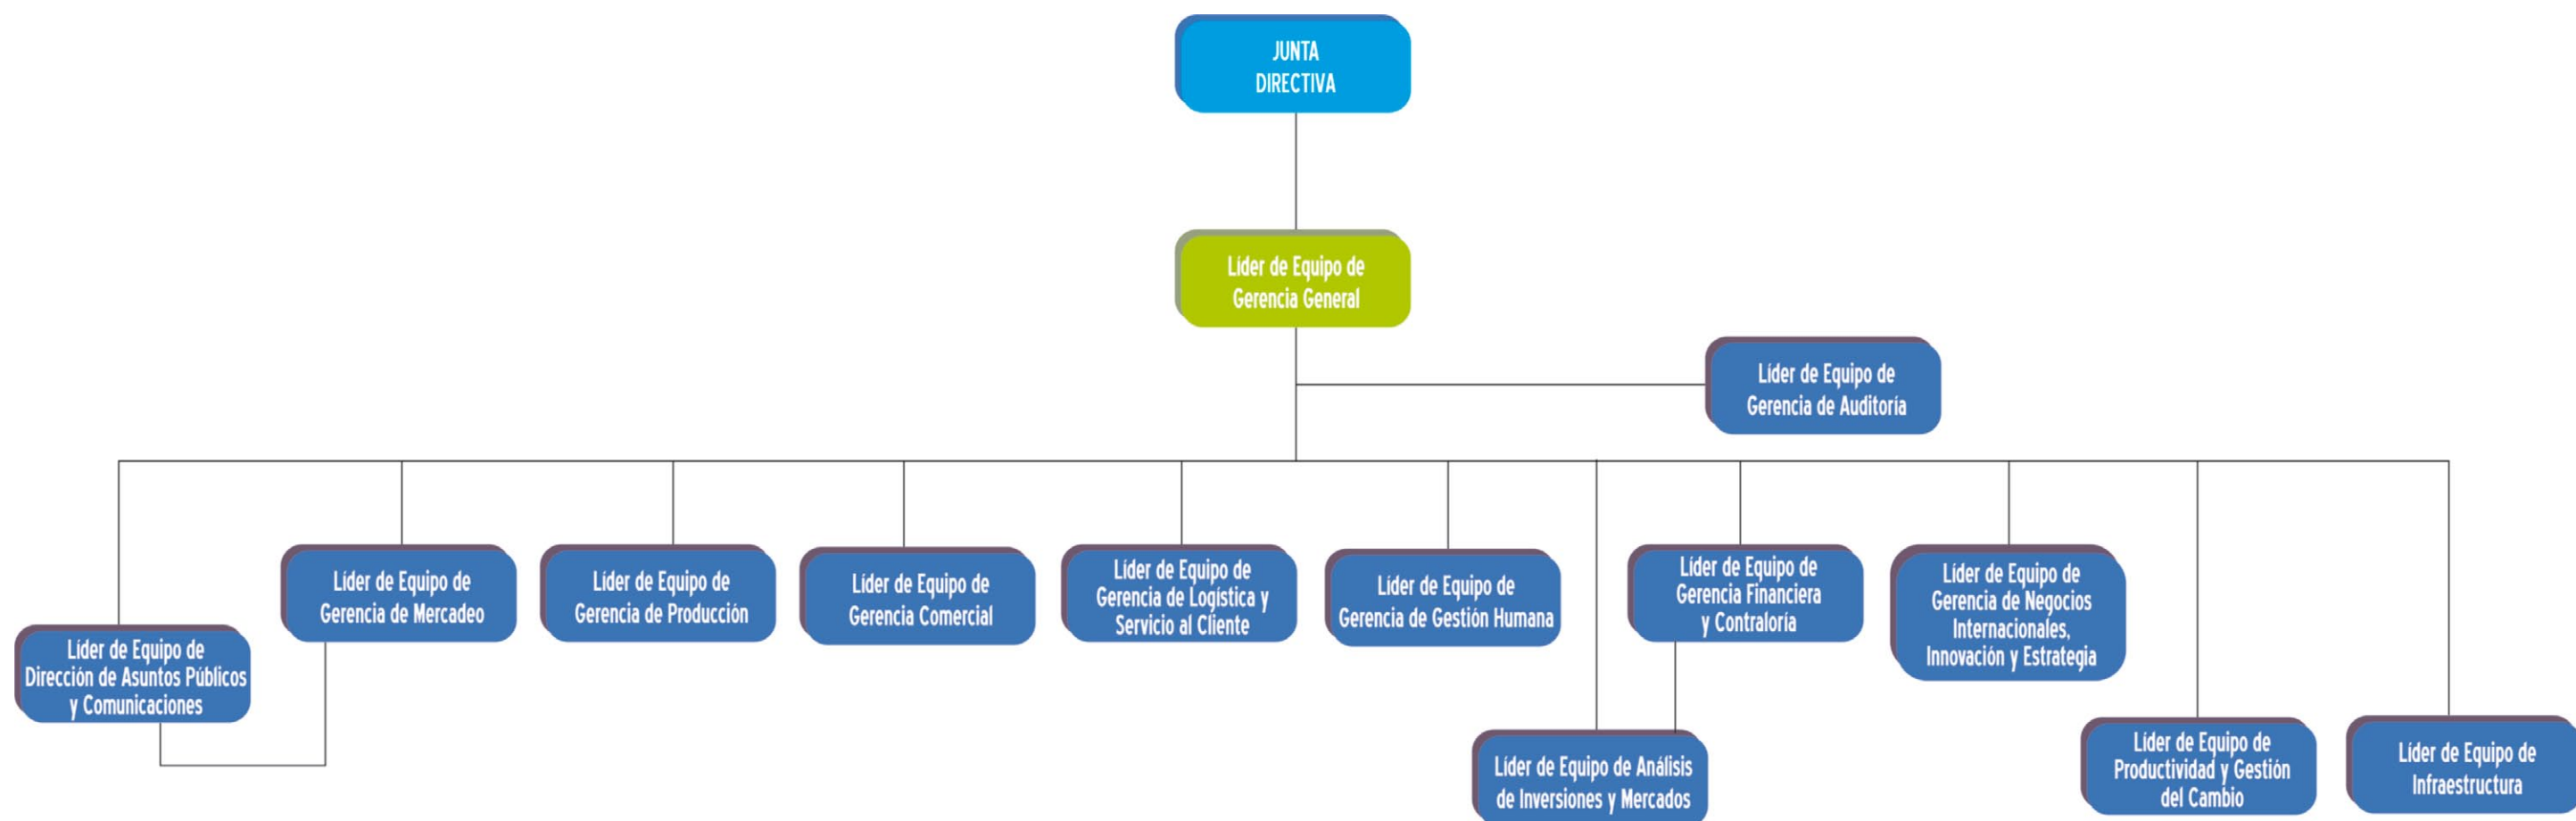 JUNTA
DIRECTIVA
Líder de Equipo de
Gerencia General
Líder de Equipo de
Gerencia de Auditoría
Líder de Equipo de
Dirección de Asuntos Públicos
y Comunicaciones
Líder de Equipo de
Gerencia de Mercadeo
Líder de Equipo de
Gerencia de Producción
Líder de Equipo de
Gerencia Comercial
Líder de Equipo de
Gerencia de Logística y
Servicio al Cliente
Líder de Equipo de
Gerencia de Gestión Humana
Líder de Equipo de
Gerencia Financiera
y Contraloría
Líder de Equipo de
Gerencia de Negocios
Internacionales,
Innovación y Estrategia
Líder de Equipo de Análisis
de Inversiones y Mercados
Líder de Equipo de
Productividad y Gestión
del Cambio
Líder de Equipo de
Infraestructura